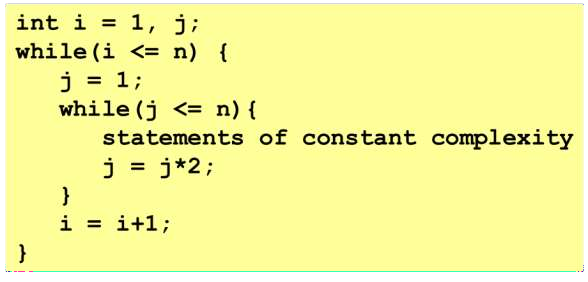 int i = 1, j;
while(i <= n) {
j = 1;
while(j <= n){
statements of constant complexity
j = j*2;
}
i = i+1;
}